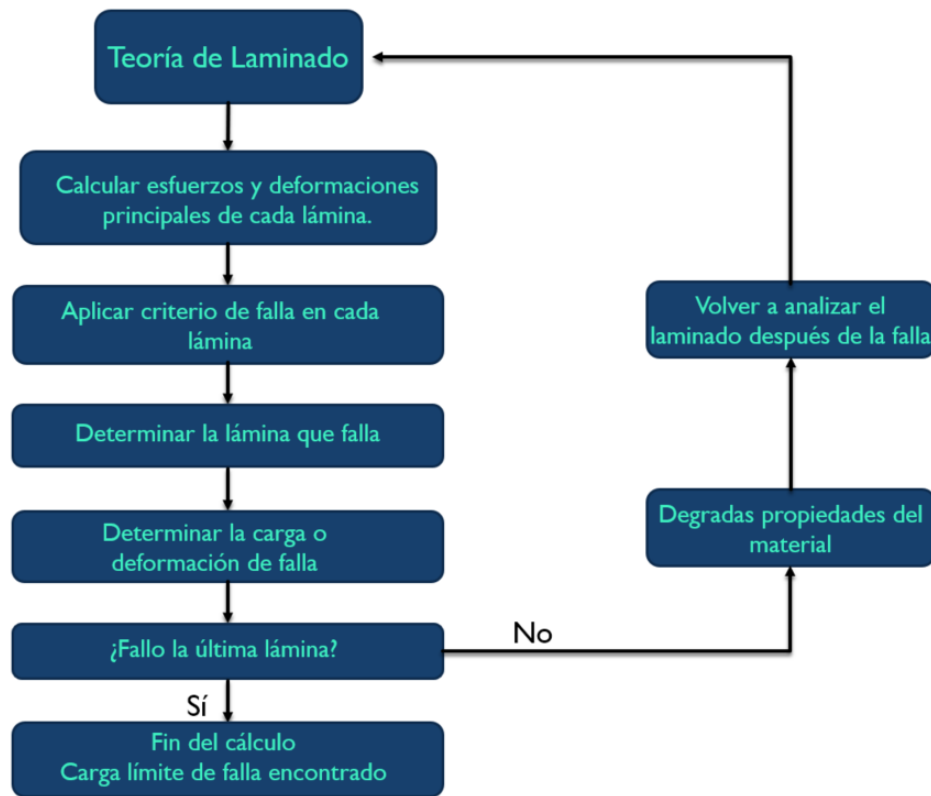 Teoría de Laminado
Calcular esfuerzos y deformaciones
principales de cada lámina.
Aplicar criterio de falla en cada
lámina
Determinar la lámina que falla
Determinar la carga o
deformación de falla
¿Fallo la última lámina?
No
Sí
Fin del cálculo
Carga límite de falla encontrado
Degradas propiedades del
material
Volver a analizar el
laminado después de la falla